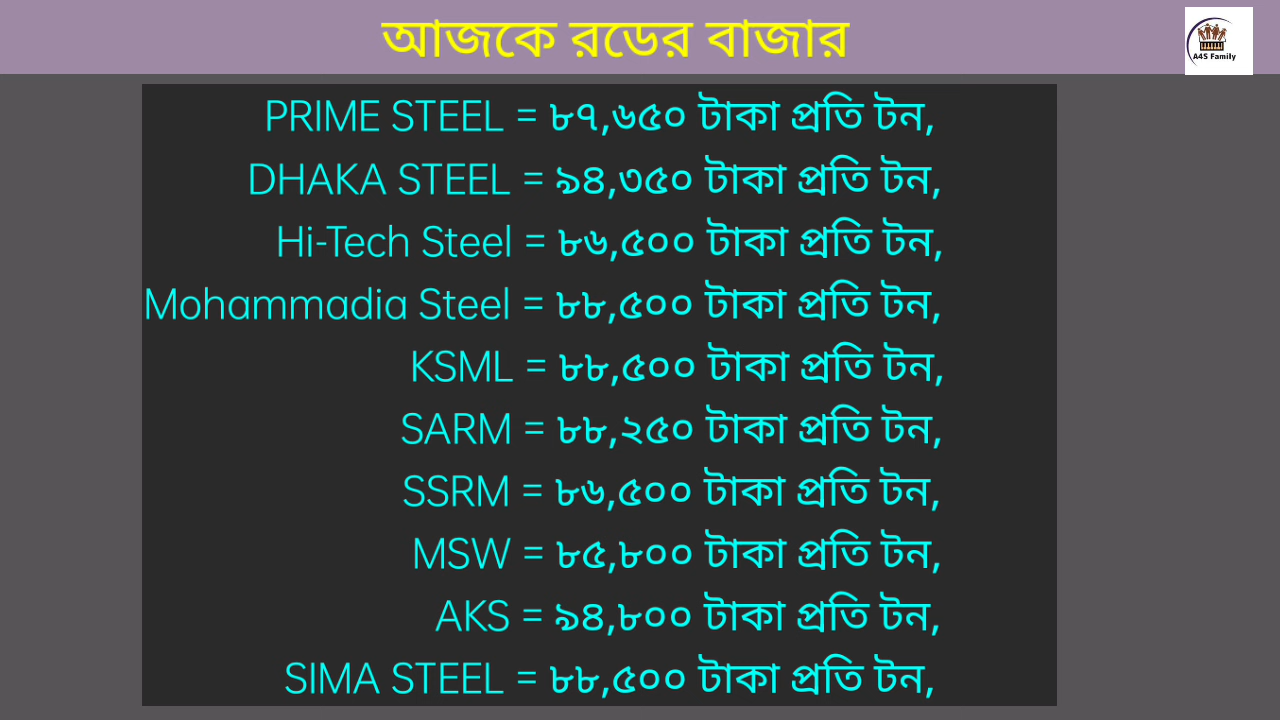 আজকে রডের বাজার
A4S Family
PRIME STEEL = ৮৭,৬৫০ টাকা প্রতি টন,
DHAKA STEEL = ৯৪,৩৫০ টাকা প্রতি টন,
Hi-Tech Steel = ৮৬,৫০০ টাকা প্রতি টন,
Mohammadia Steel = ৮৮,৫০০ টাকা প্রতি টন,
KSML = ৮৮,৫০০ টাকা প্রতি টন,
SARM = ৮৮,২৫০ টাকা প্রতি টন,
SSRM = ৮৬,৫০০ টাকা প্রতি টন,
MSW = ৮৫,৮০০ টাকা প্রতি টন,
AKS = ৯৪,৮০০ টাকা প্রতি টন,
SIMA STEEL = ৮৮,৫০০ টাকা প্রতি টন,